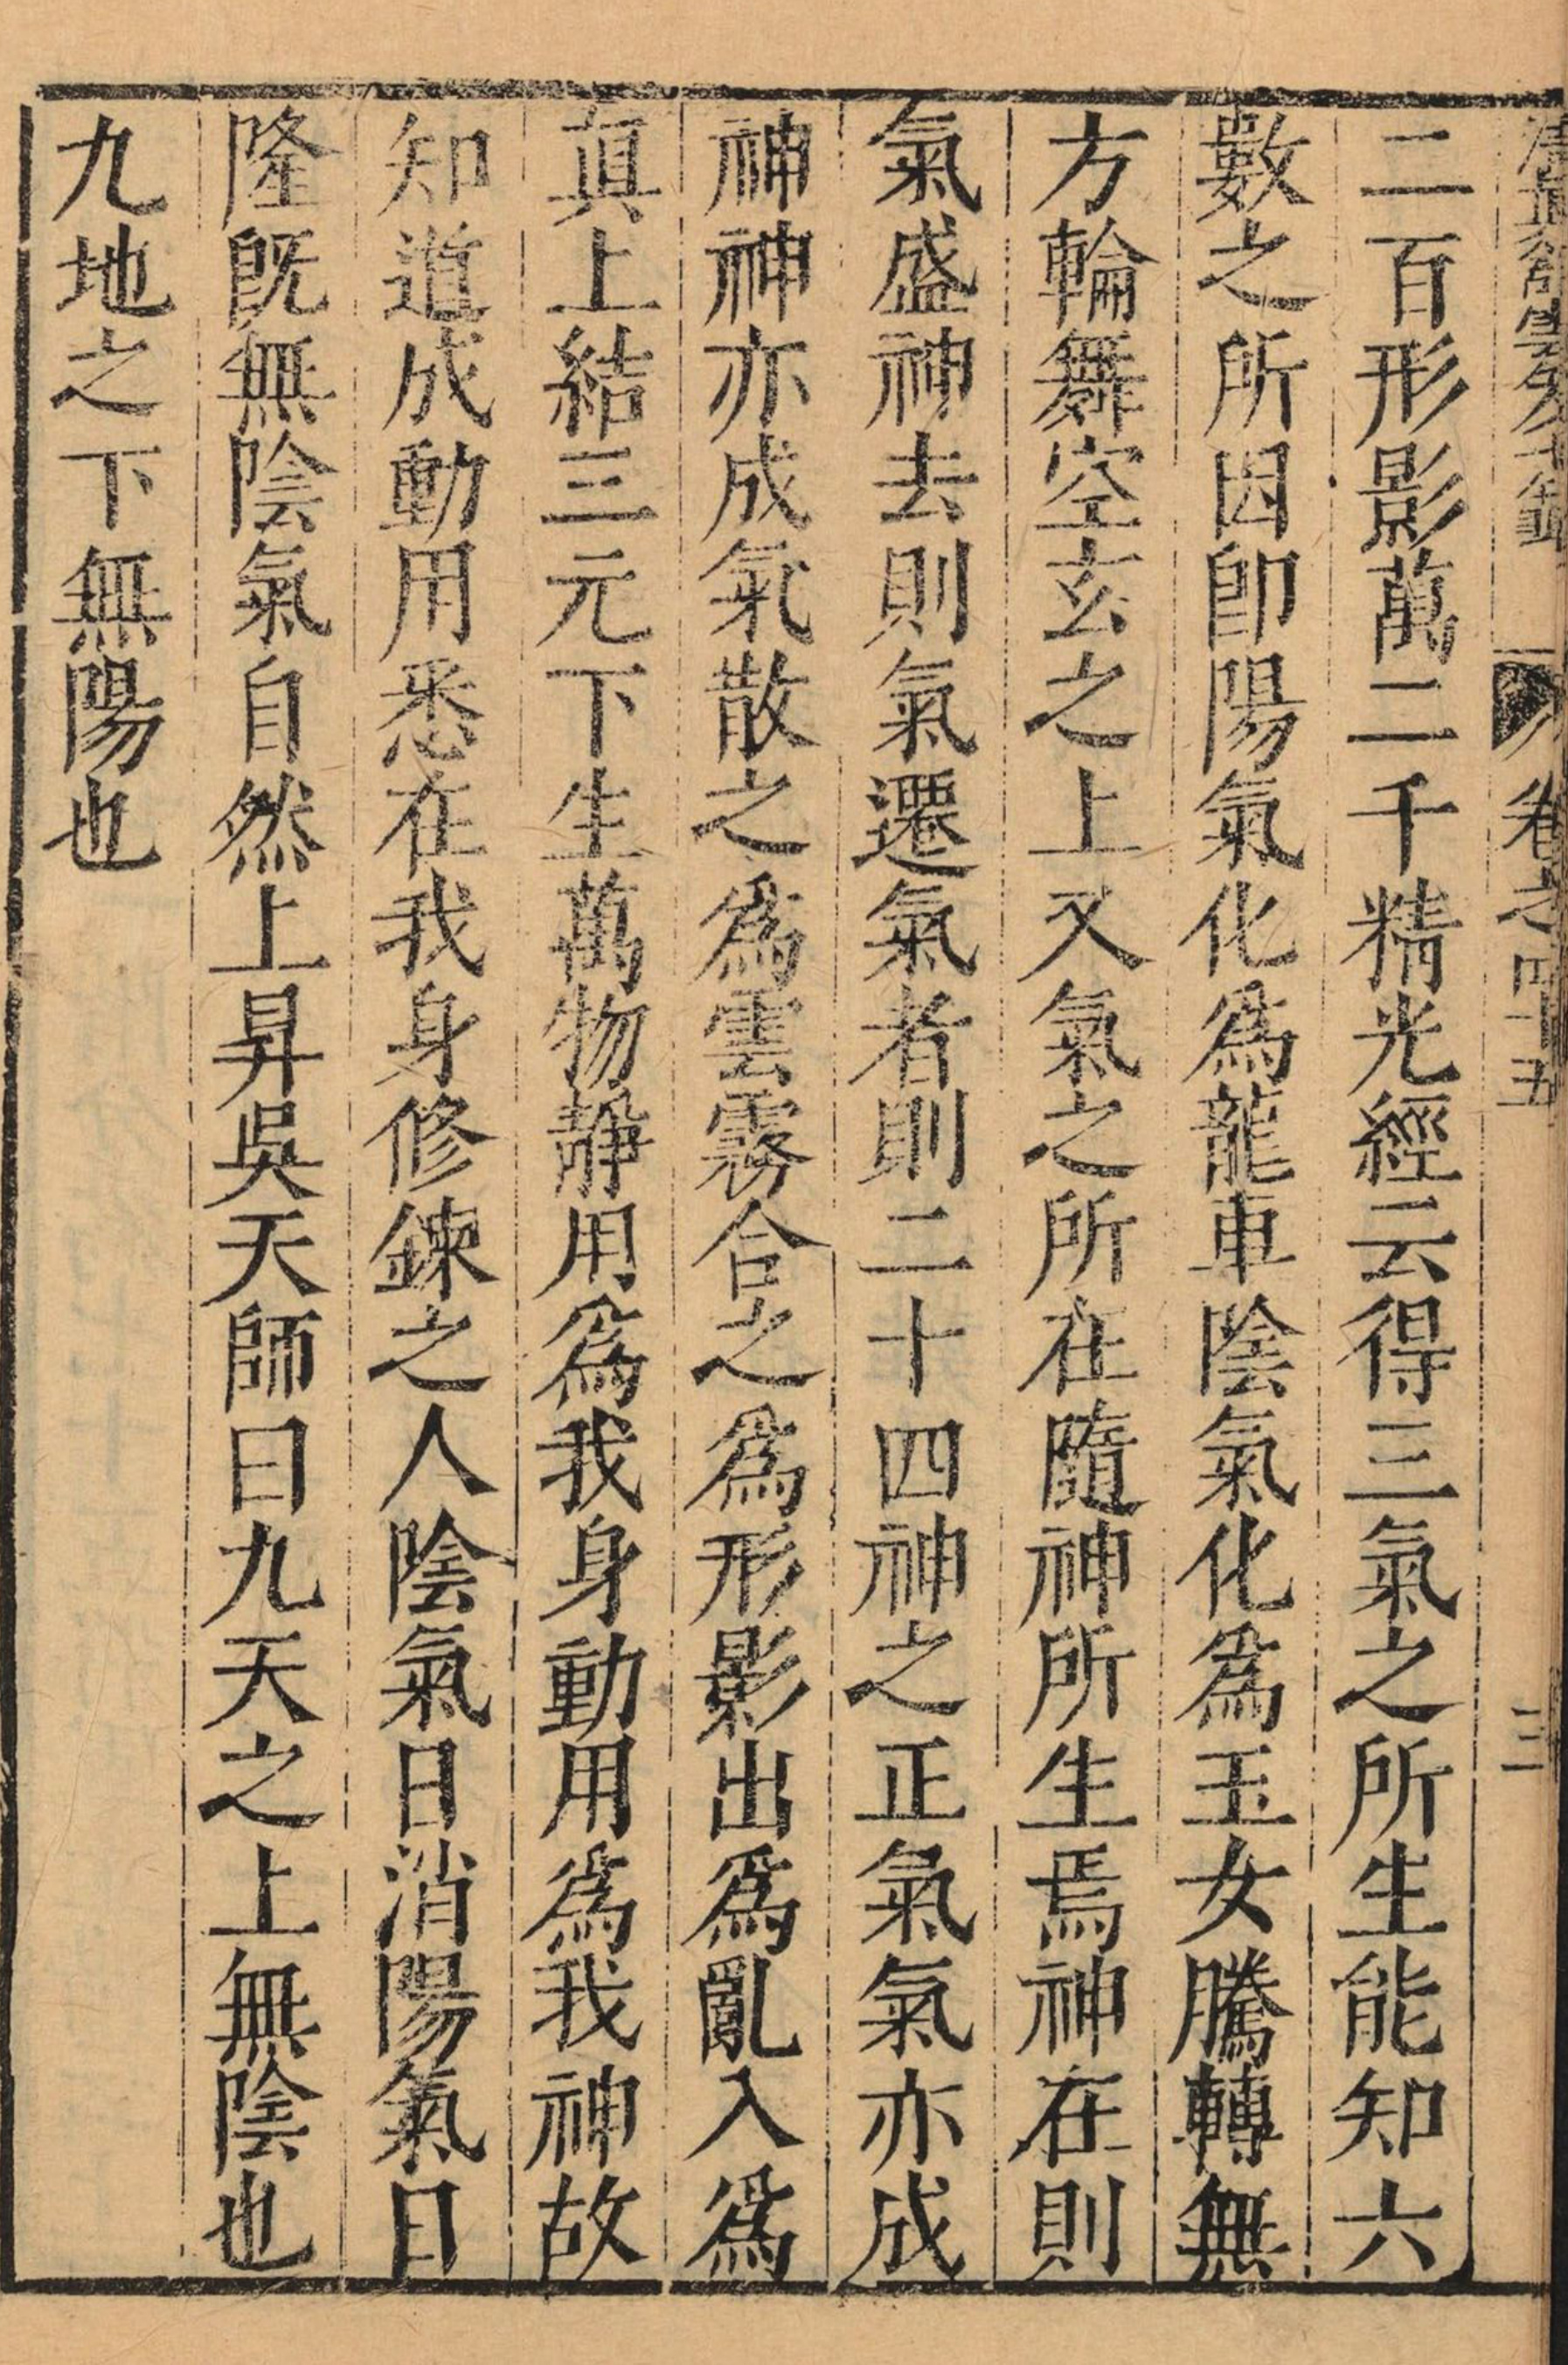 卷之四十五
三
二百形影萬二千精光經云得三氣之所生能知六
數之所因卽陽氣化爲龍車陰氣化爲玉女騰轉無
方輪舞空玄之上又氣之所在隨神所生焉神在則
氣盛神去則氣遷氣者則二十四神之正氣氣亦成
神神亦成氣散之爲雲霧合之爲形影出爲亂入爲
眞上結三元下生萬物靜用爲我身動用爲我神故
知道成動用悉在我身修鍊之人陰氣日消陽氣日
隆旣無陰氣自然上昇吳天師曰九天之上無陰也
九地之下無陽也